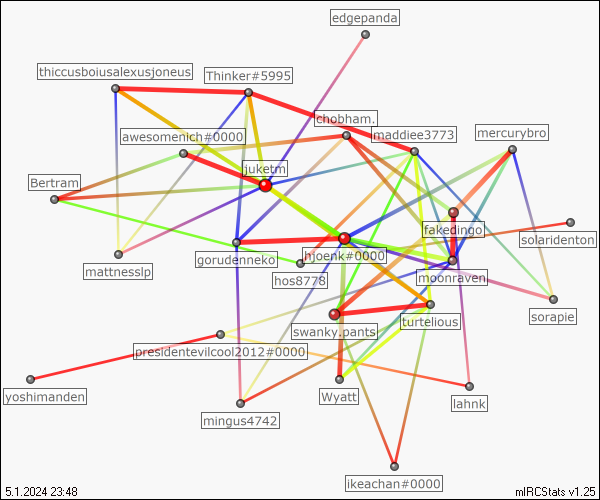 edgepanda
thiccusboiusalexusjoneus
Thinker#5995
chobham.
awesomenich#0000
maddiee3773
mercurybro
juketm
Bertram
fakedingo
solaridenton
gorudenneko
njoenk#0000
mattnesslp
hos8778
moonraven
sorapie
swanky.pants
turtelious
presidentevilcool2012#0000
yoshimanden
Wyatt
lahnk
mingus4742
ikeachan#0000
5.1.2024 23:48
mIRCStats v1.25